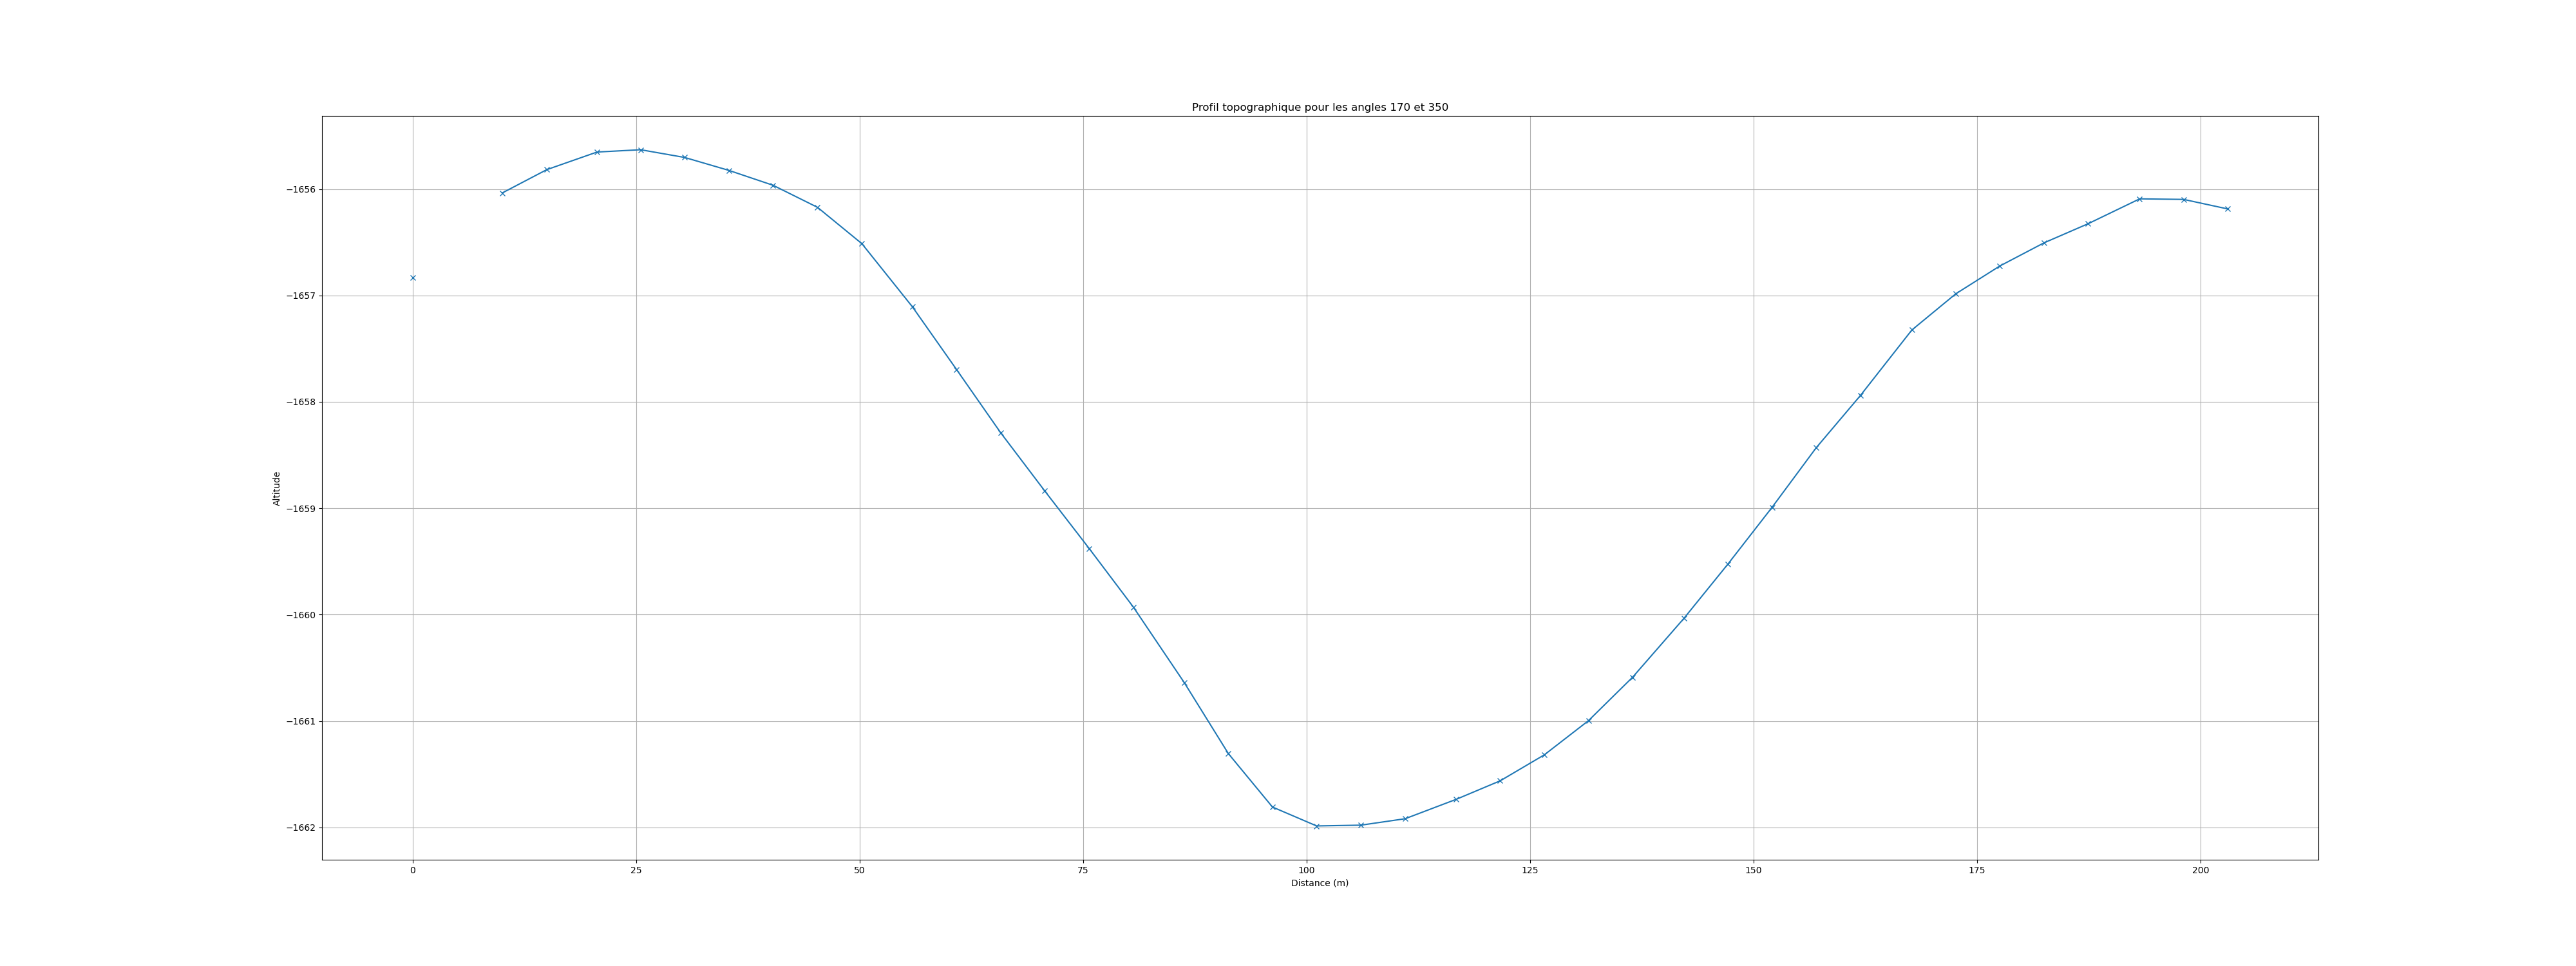 Profil topographique pour les angles 170 et 350
Altitude
−1656
−1657
−1658
−1659
−1660
−1661
−1662
0 25 50 75 100 125 150 175 200
Distance (m)